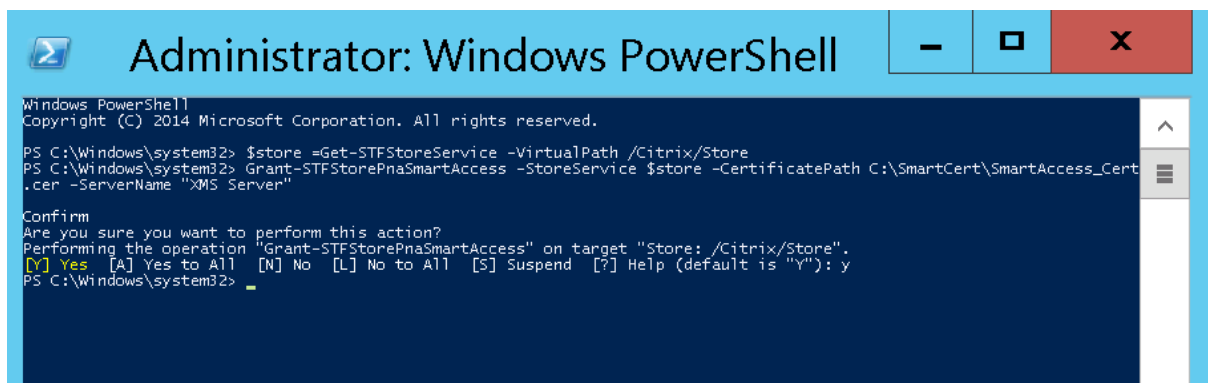 Administrator: Windows PowerShell
Windows PowerShell
Copyright (C) 2014 Microsoft Corporation. All rights reserved.
PS C:\Windows\system32> $store =Get-STFStoreService -VirtualPath /Citrix/Store
PS C:\Windows\system32> Grant-STFStorePnaSmartAccess -StoreService $store -CertificatePath C:\SmartCert\SmartAccess_Cert
.cer -ServerName "XMS Server"
Confirm
Are you sure you want to perform this action?
Performing the operation "Grant-STFStorePnaSmartAccess" on target "Store: /Citrix/Store".
[Y] Yes  [A] Yes to All  [N] No  [L] No to All  [S] Suspend  [?] Help (default is "Y"): y
PS C:\Windows\system32> _